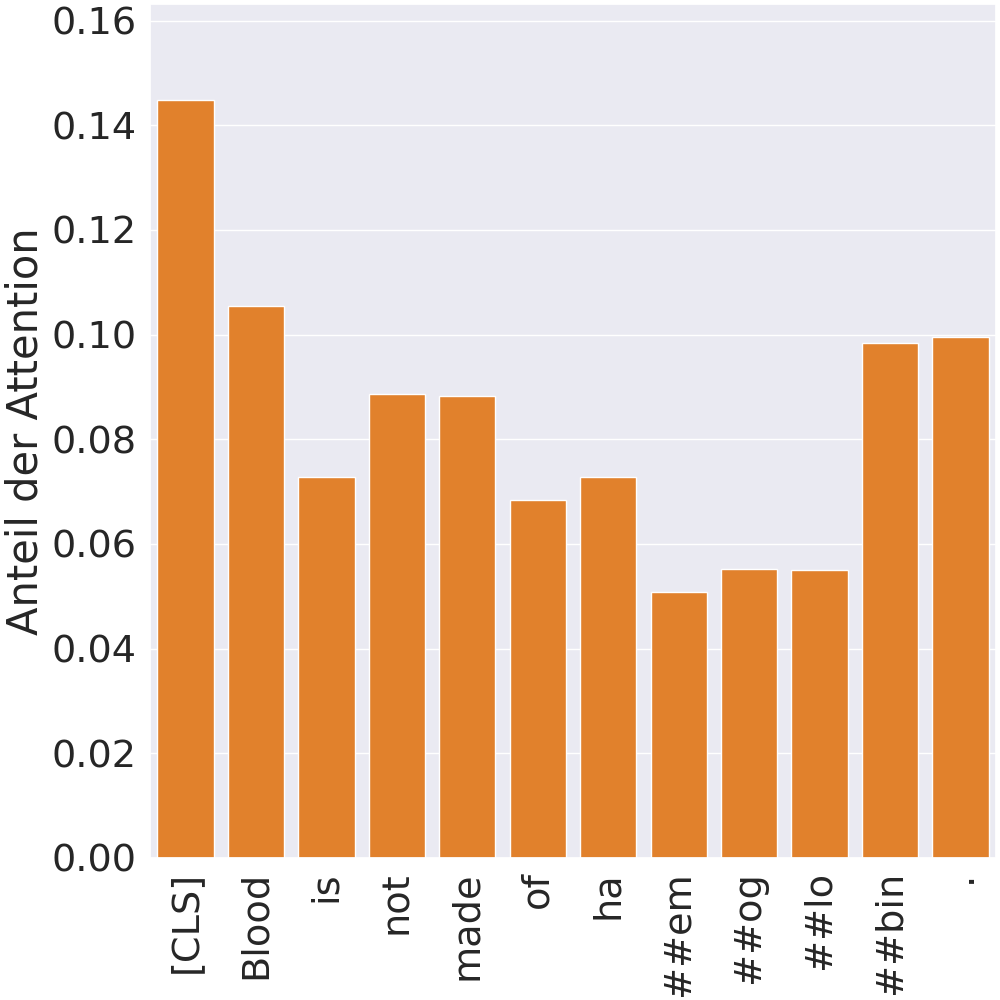 Anteil der Attention
0.16
0.14
0.12
0.10
0.08
0.06
0.04
0.02
0.00
[CLS]
Blood
is
not
made
of
ha
##em
##og
##lo
##bin
.